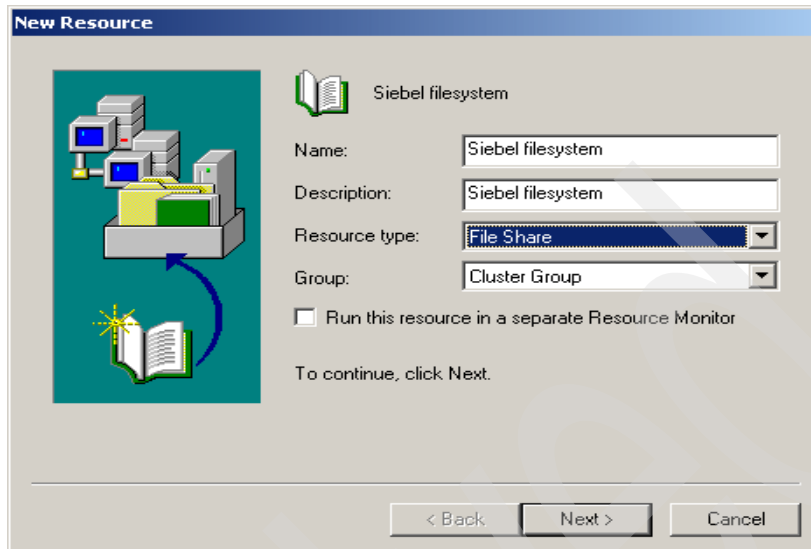 New Resource
Siebel filesystem
Name: Siebel filesystem
Description: Siebel filesystem
Resource type: File Share
Group: Cluster Group
Run this resource in a separate Resource Monitor
To continue, click Next.
< Back Next > Cancel